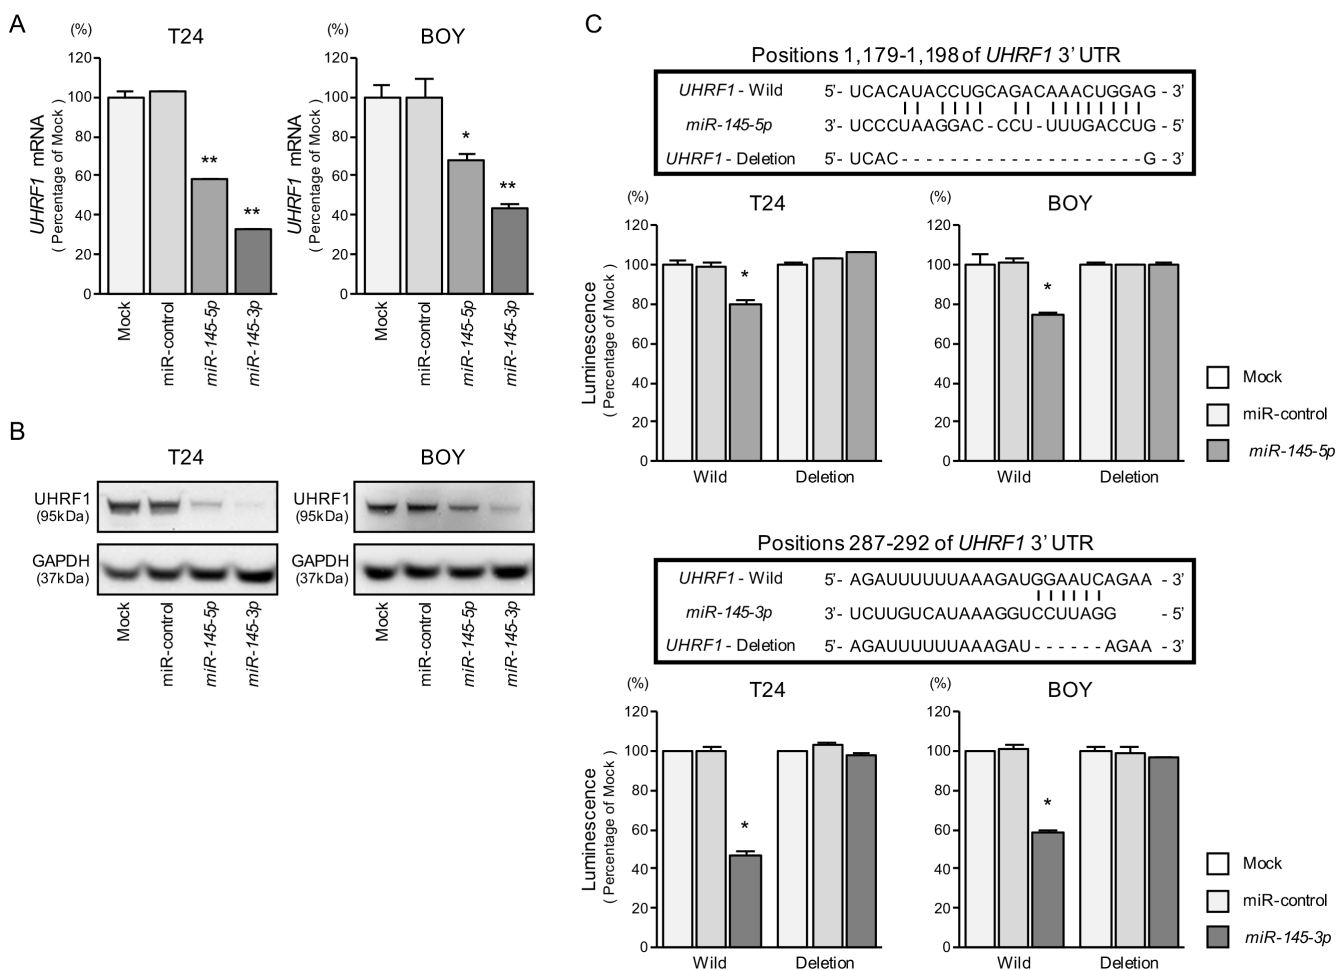 A
T24
(%)
UHRF1 mRNA
( Percentage of Mock )
120
100
80
60
40
20
0
**
**
Mock
miR-control
miR-145-5p
miR-145-3p
BOY
(%)
UHRF1 mRNA
( Percentage of Mock )
120
100
80
60
40
20
0
*
**
Mock
miR-control
miR-145-5p
miR-145-3p
B
T24
UHRF1
(95kDa)
GAPDH
(37kDa)
Mock
miR-control
miR-145-5p
miR-145-3p
BOY
UHRF1
(95kDa)
GAPDH
(37kDa)
Mock
miR-control
miR-145-5p
miR-145-3p
C
Positions 1,179-1,198 of UHRF1 3' UTR
UHRF1 - Wild 5'- UCACAUACCUGCAGACAAACUGGAG - 3'
miR-145-5p 3'- UCCCUAAGGAC - CCU - UUUGACCUG - 5'
UHRF1 - Deletion 5'- UCAC - - - - - - - - - - - - - - - - - - - - G - 3'
(%)
T24
Luminescence
( Percentage of Mock )
120
100
80
60
40
20
0
*
Wild
Deletion
(%)
BOY
120
100
80
60
40
20
0
*
Wild
Deletion
Mock
miR-control
miR-145-5p
Positions 287-292 of UHRF1 3' UTR
UHRF1 - Wild 5'- AGAUUUUUUAAAGAUGGAAUCAGAA - 3'
miR-145-3p 3'- UCUUGUCAUAAAGGUCCUUAGG - 5'
UHRF1 - Deletion 5'- AGAUUUUUUAAAGAU - - - - - - AGAA - 3'
(%)
T24
Luminescence
( Percentage of Mock )
120
100
80
60
40
20
0
*
Wild
Deletion
(%)
BOY
120
100
80
60
40
20
0
*
Wild
Deletion
Mock
miR-control
miR-145-3p